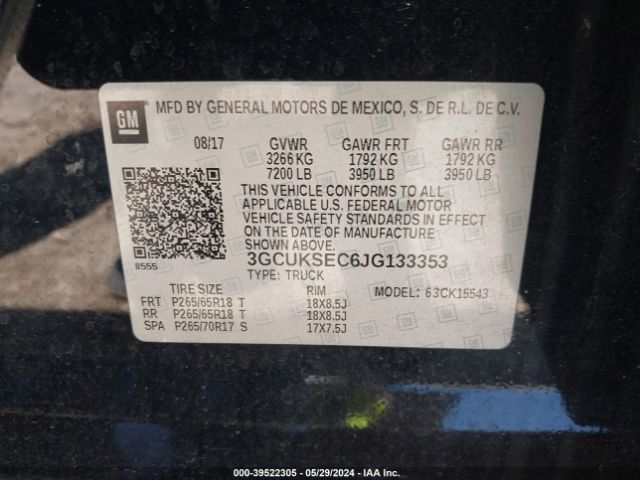 GM
MFD BY GENERAL MOTORS DE MEXICO, S. DE R.L. DE C.V.
08/17 GVWR GAWR FRT GAWR RR
3266 KG 1792 KG 1792 KG
7200 LB 3950 LB 3950 LB
THIS VEHICLE CONFORMS TO ALL
APPLICABLE U.S. FEDERAL MOTOR
VEHICLE SAFETY STANDARDS IN EFFECT
ON THE DATE OF MANUFACTURE
SHOWN ABOVE.
8555
3GCUKSEC6JG133353
TYPE: TRUCK
TIRE SIZE RIM MODEL: 63CK15543
FRT P265/65R18 T 18X8.5J
RR P265/65R18 T 18X8.5J
SPA P265/70R17 S 17X7.5J
000-39522305 - 05/29/2024 - IAA Inc.